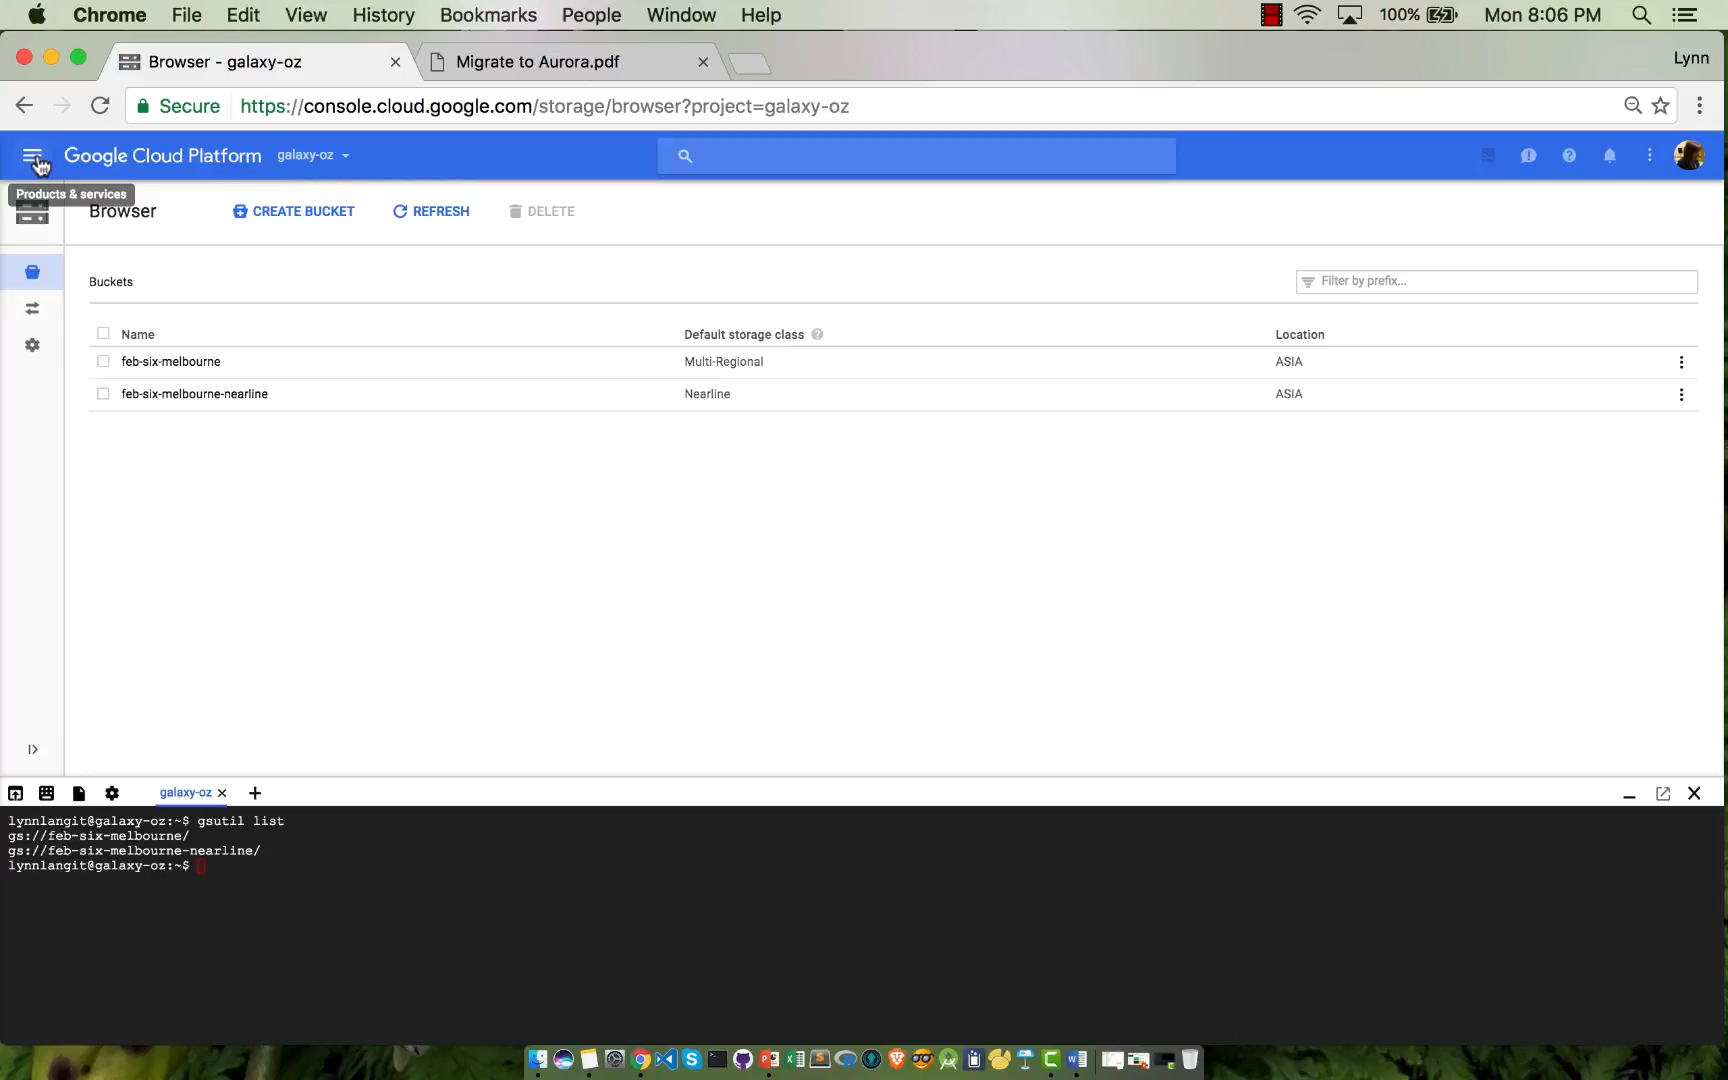 Chrome File Edit View History Bookmarks People Window Help 100% Mon 8:06 PM
Browser - galaxy-oz Migrate to Aurora.pdf Lynn
Secure https://console.cloud.google.com/storage/browser?project=galaxy-oz
Google Cloud Platform galaxy-oz
Products & services
Browser CREATE BUCKET REFRESH DELETE
Buckets Filter by prefix...
Name Default storage class Location
feb-six-melbourne Multi-Regional ASIA
feb-six-melbourne-nearline Nearline ASIA
galaxy-oz
lynnlangit@galaxy-oz:~$ gsutil list
gs://feb-six-melbourne/
gs://feb-six-melbourne-nearline/
lynnlangit@galaxy-oz:~$